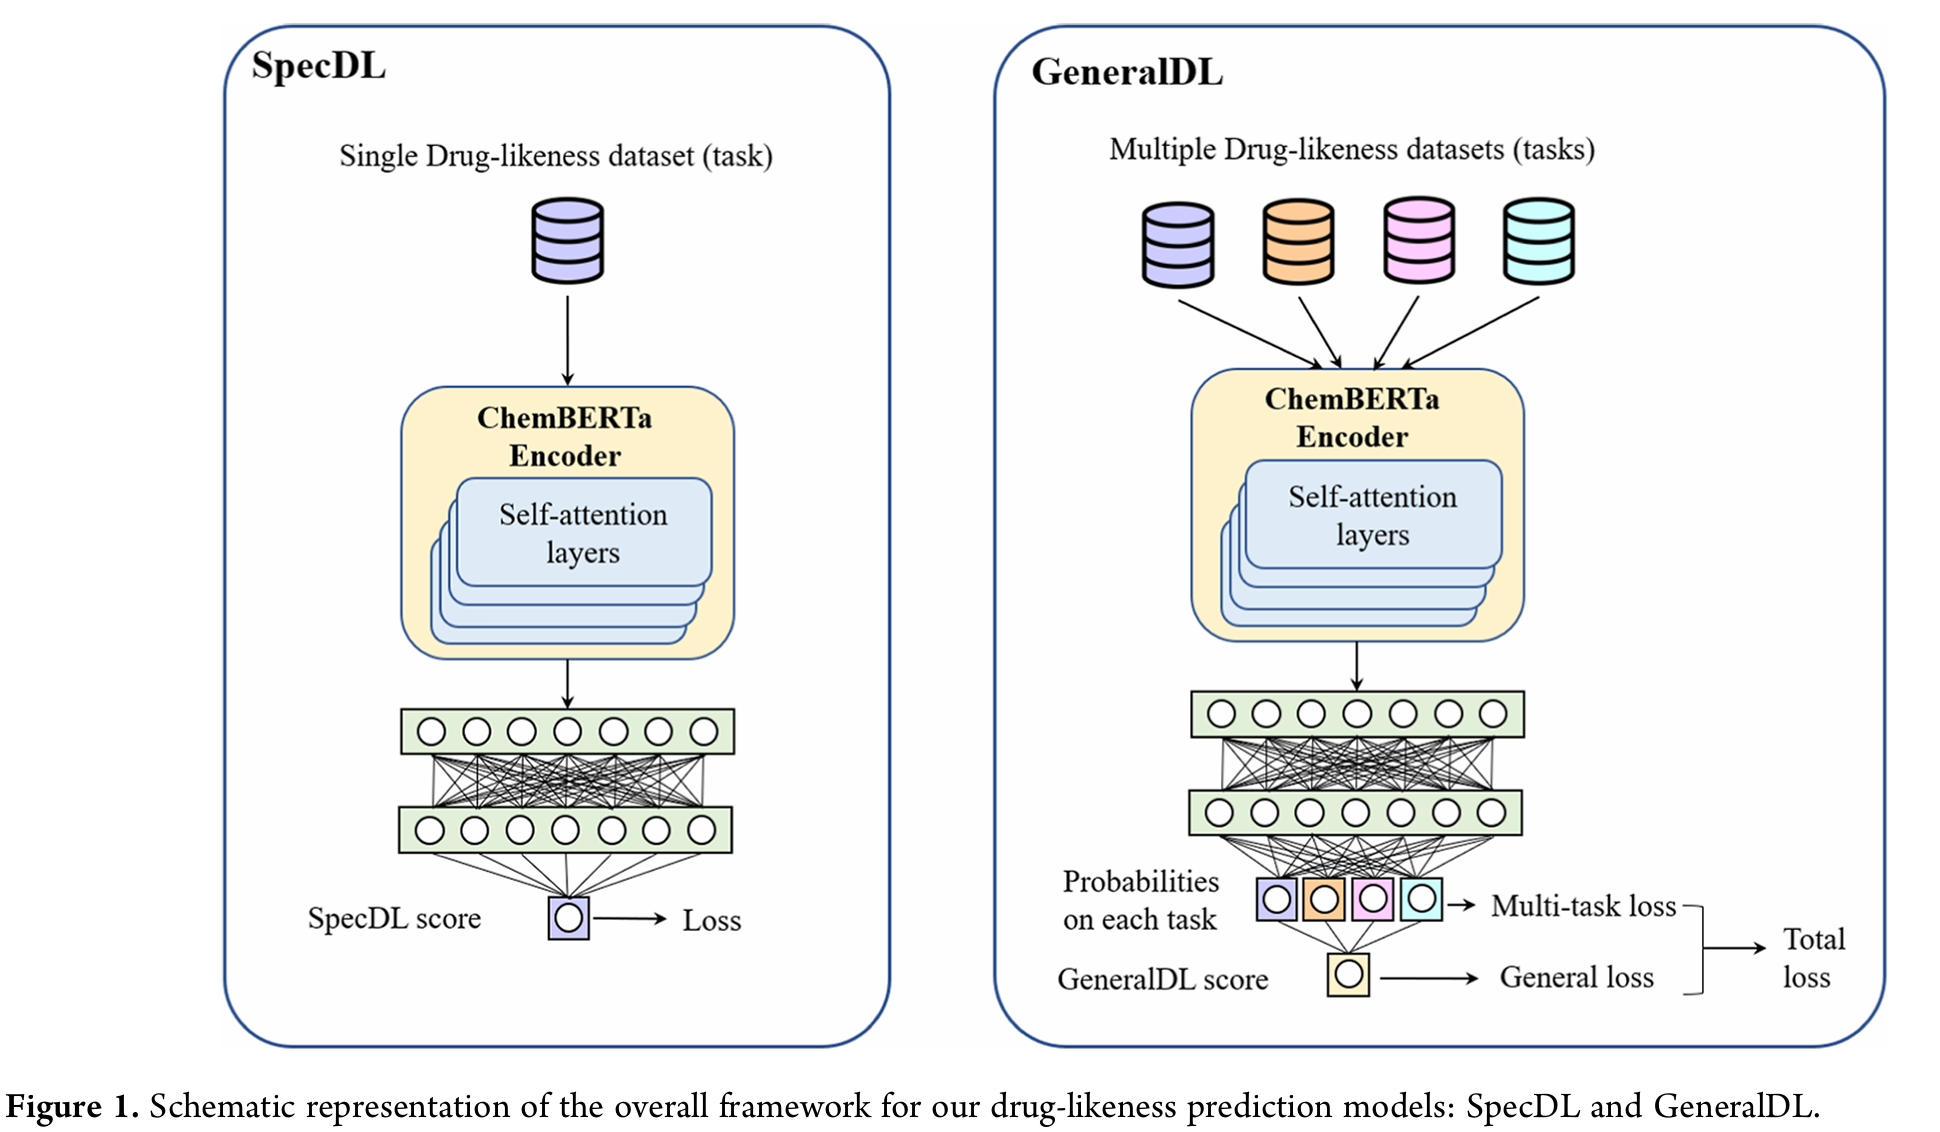 SpecDL
Single Drug-likeness dataset (task)
ChemBERTa
Encoder
Self-attention
layers
SpecDL score
Loss
GeneralDL
Multiple Drug-likeness datasets (tasks)
ChemBERTa
Encoder
Self-attention
layers
Probabilities
on each task
Multi-task loss
GeneralDL score
General loss
Total
loss
Figure 1. Schematic representation of the overall framework for our drug-likeness prediction models: SpecDL and GeneralDL.